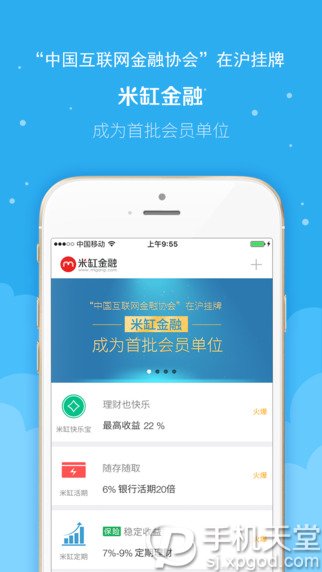 “中国互联网金融协会”在沪挂牌
米缸金融
成为首批会员单位
中国移动
上午9:55
米缸金融
www.mgang.com
“中国互联网金融协会”在沪挂牌
米缸金融
成为首批会员单位
理财也快乐
火爆
米缸快乐宝
最高收益 22 %
随存随取
火爆
米缸活期
6% 银行活期20倍
保险 稳定收益
火爆
米缸定期
7%-9% 定期理财
手机天堂
sj.xpgod.com